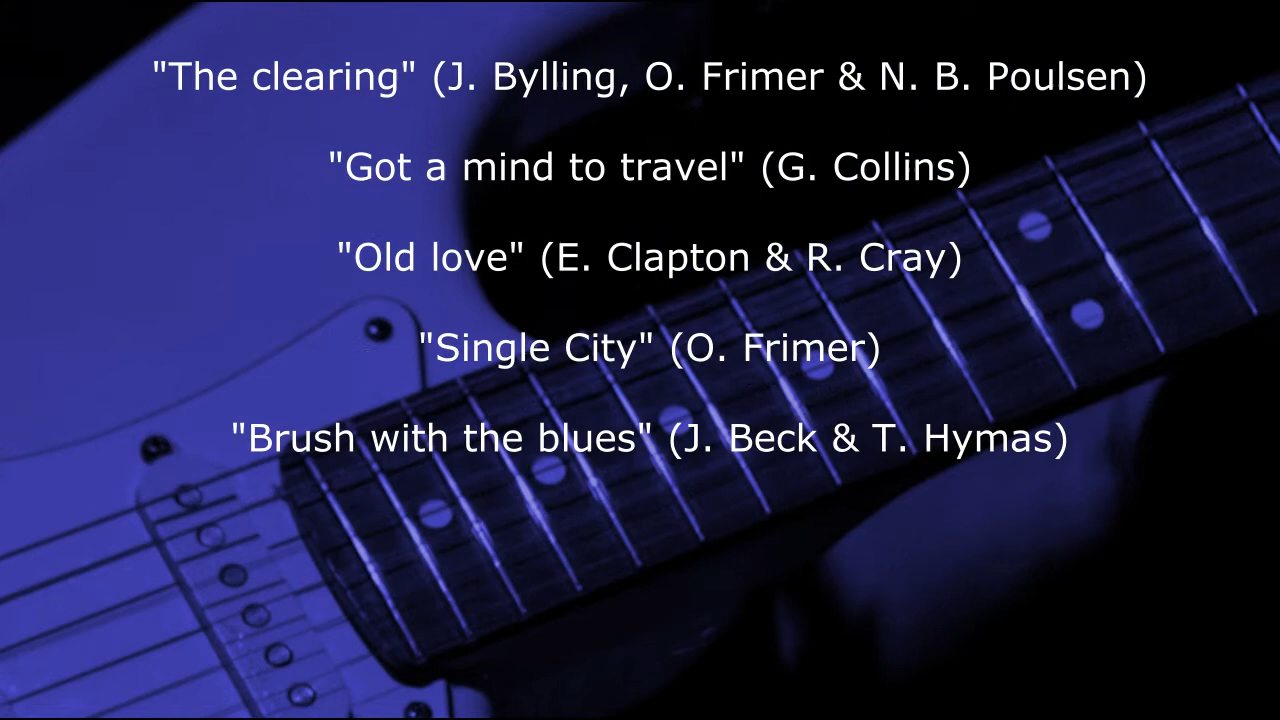 "The clearing" (J. Bylling, O. Frimer & N. B. Poulsen)
"Got a mind to travel" (G. Collins)
"Old love" (E. Clapton & R. Cray)
"Single City" (O. Frimer)
"Brush with the blues" (J. Beck & T. Hymas)